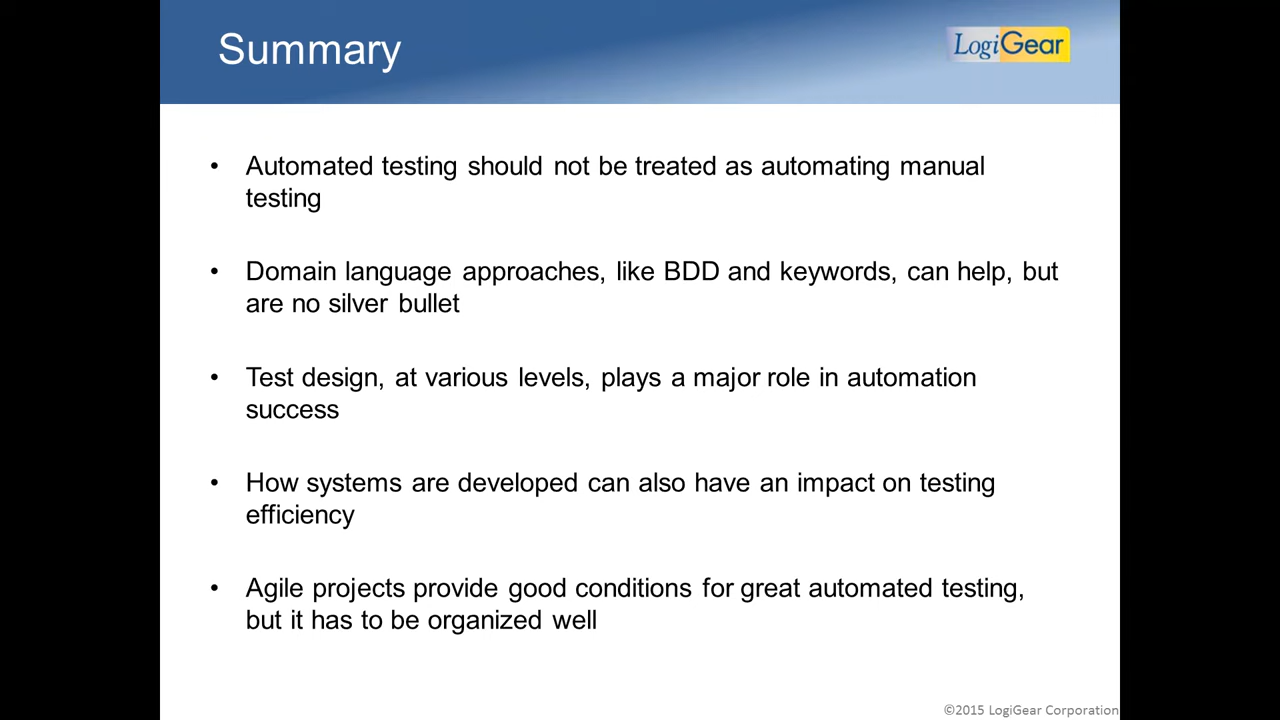 Summary
LogiGear
• Automated testing should not be treated as automating manual
testing
• Domain language approaches, like BDD and keywords, can help, but
are no silver bullet
• Test design, at various levels, plays a major role in automation
success
• How systems are developed can also have an impact on testing
efficiency
• Agile projects provide good conditions for great automated testing,
but it has to be organized well
©2015 LogiGear Corporation